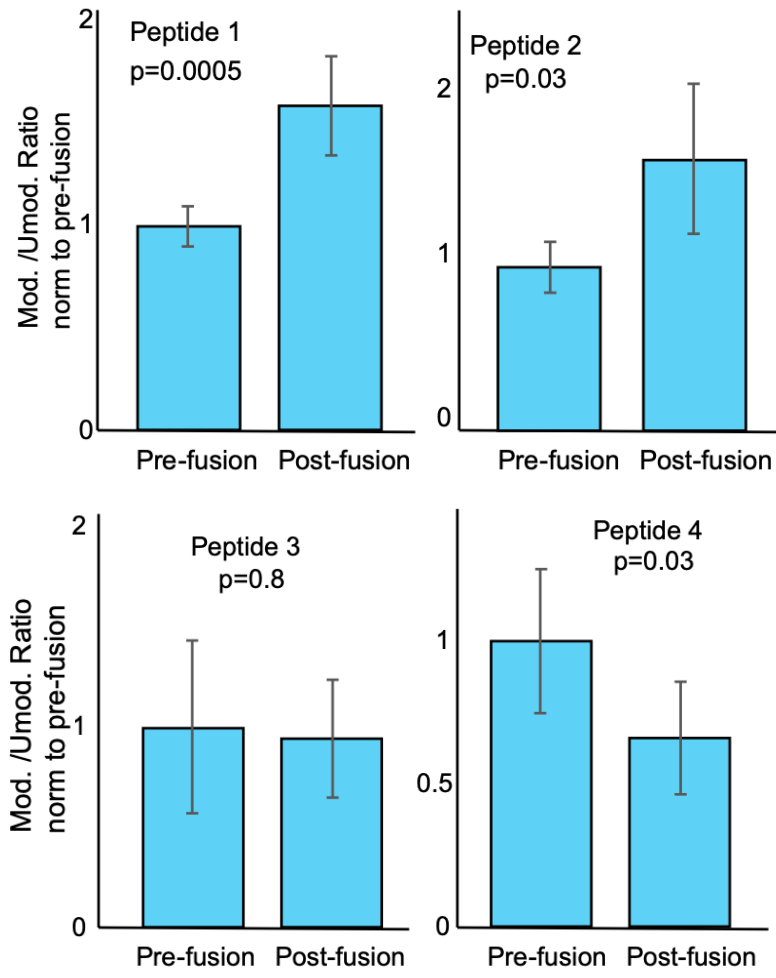 Mod. /Umod. Ratio
norm to pre-fusion
2
1
0
Peptide 1
p=0.0005
Pre-fusion Post-fusion
2
1
0
Peptide 2
p=0.03
Pre-fusion Post-fusion
Mod. /Umod. Ratio
norm to pre-fusion
2
1
0
Peptide 3
p=0.8
Pre-fusion Post-fusion
1
0.5
0
Peptide 4
p=0.03
Pre-fusion Post-fusion